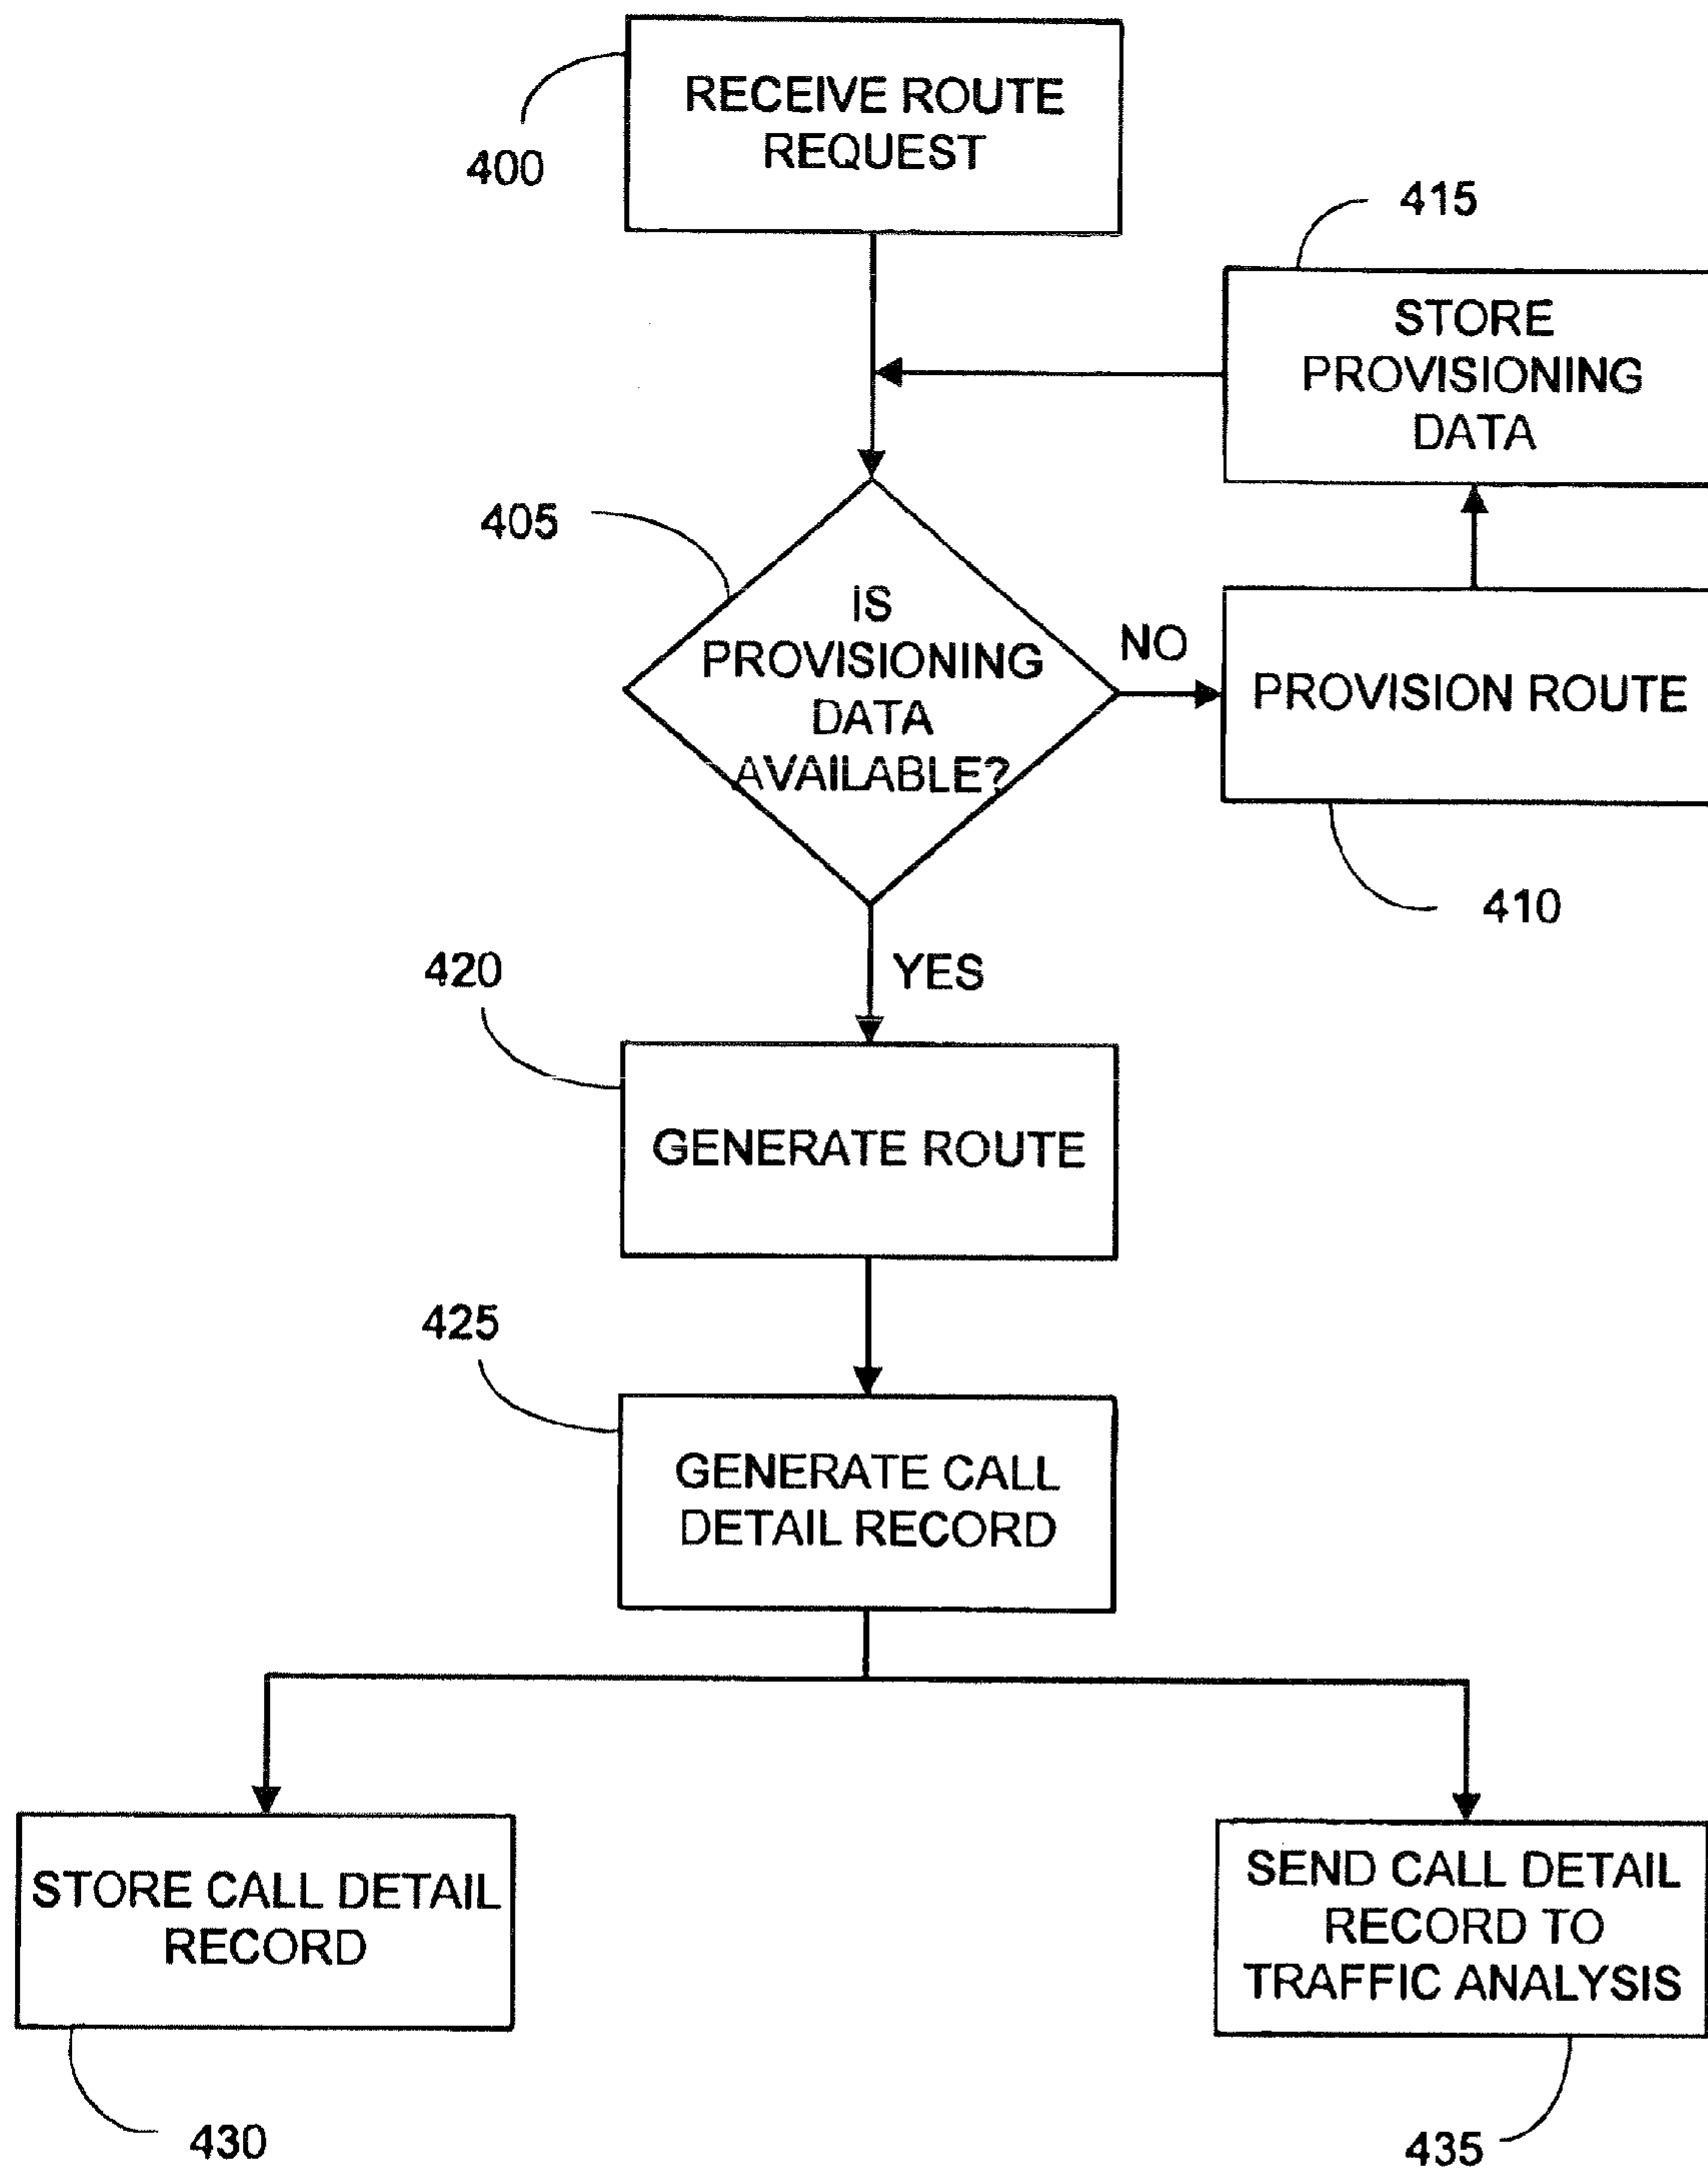 RECEIVE ROUTE
REQUEST
400
415
STORE
PROVISIONING
DATA
405
IS
PROVISIONING
DATA
AVAILABLE?
NO
PROVISION ROUTE
410
YES
420
GENERATE ROUTE
425
GENERATE CALL
DETAIL RECORD
STORE CALL DETAIL
RECORD
430
SEND CALL DETAIL
RECORD TO
TRAFFIC ANALYSIS
435